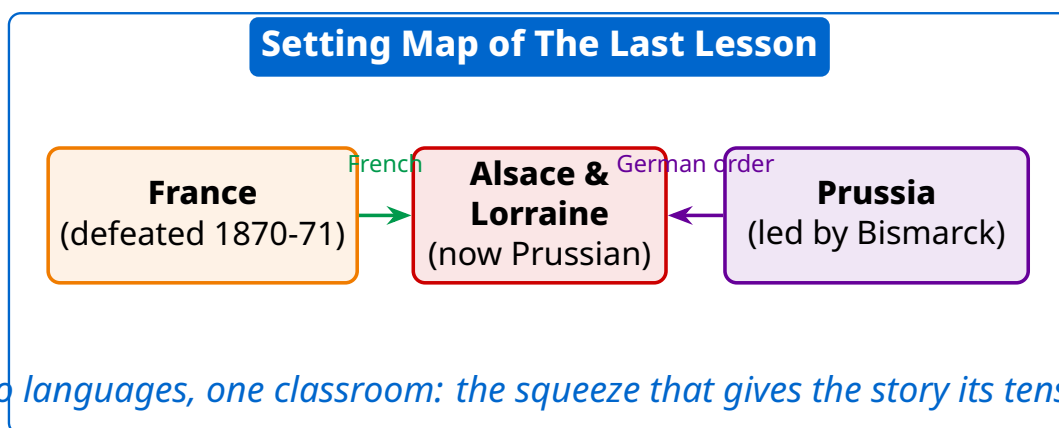 Setting Map of The Last Lesson
France
(defeated 1870-71)
French
Alsace &
Lorraine
(now Prussian)
German order
Prussia
(led by Bismarck)
languages, one classroom: the squeeze that gives the story its